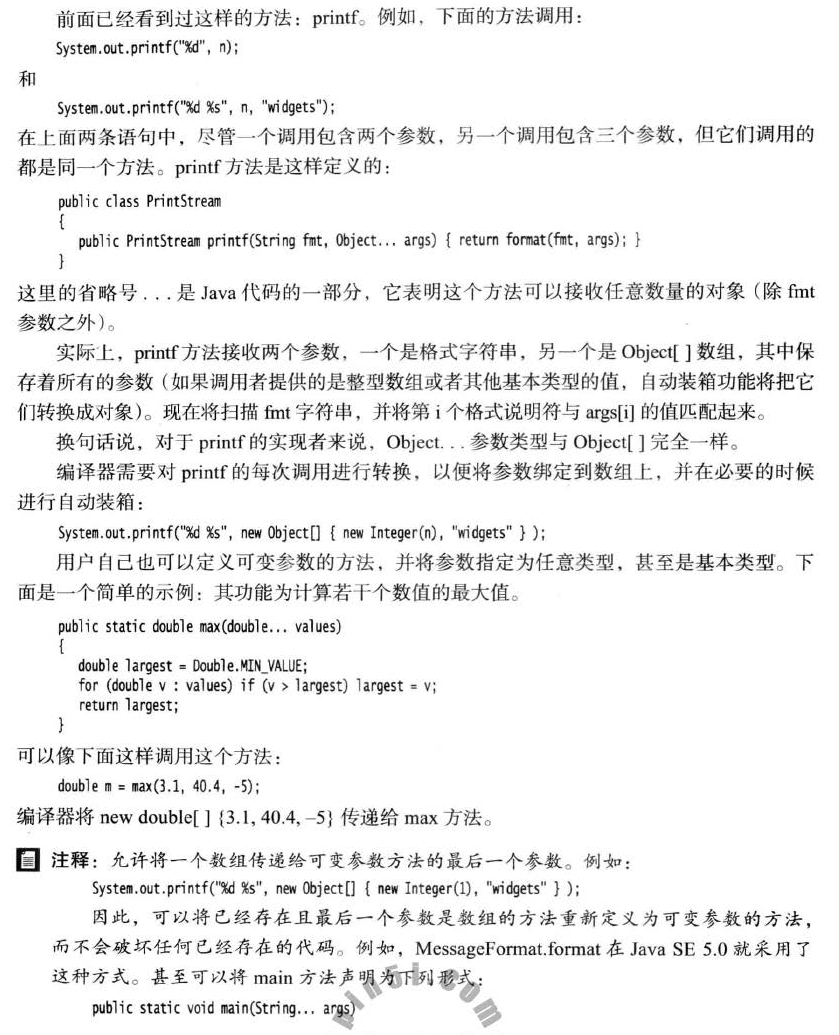 前面已经看到过这样的方法：printf。例如，下面的方法调用：
System.out.printf("%d", n);
和
System.out.printf("%d %s", n, "widgets");
在上面两条语句中，尽管一个调用包含两个参数，另一个调用包含三个参数，但它们调用的
都是同一个方法。printf 方法是这样定义的：
public class PrintStream
{
public PrintStream printf(String fmt, Object... args) { return format(fmt, args); }
}
这里的省略号 . . . 是 Java 代码的一部分，它表明这个方法可以接收任意数量的对象（除 fmt
参数之外）。
实际上，printf 方法接收两个参数，一个是格式字符串，另一个是 Object[ ] 数组，其中保
存着所有的参数（如果调用者提供的是整型数组或者其他基本类型的值，自动装箱功能将把它
们转换成对象）。现在将扫描 fmt 字符串，并将第 i 个格式说明符与 args[i] 的值匹配起来。
换句话说，对于 printf 的实现者来说，Object. . . 参数类型与 Object[ ] 完全一样。
编译器需要对 printf 的每次调用进行转换，以便将参数绑定到数组上，并在必要的时候
进行自动装箱：
System.out.printf("%d %s", new Object[] { new Integer(n), "widgets" } );
用户自己也可以定义可变参数的方法，并将参数指定为任意类型，甚至是基本类型。下
面是一个简单的示例：其功能为计算若干个数值的最大值。
public static double max(double... values)
{
double largest = Double.MIN_VALUE;
for (double v : values) if (v > largest) largest = v;
return largest;
}
可以像下面这样调用这个方法：
double m = max(3.1, 40.4, -5);
编译器将 new double[ ] {3.1, 40.4, –5} 传递给 max 方法。
注释：允许将一个数组传递给可变参数方法的最后一个参数。例如：
System.out.printf("%d %s", new Object[] { new Integer(1), "widgets" } );
因此，可以将已经存在且最后一个参数是数组的方法重新定义为可变参数的方法，
而不会破坏任何已经存在的代码。例如，MessageFormat.format 在 Java SE 5.0 就采用了
这种方式。甚至可以将 main 方法声明为下列形式：
public static void main(String... args)